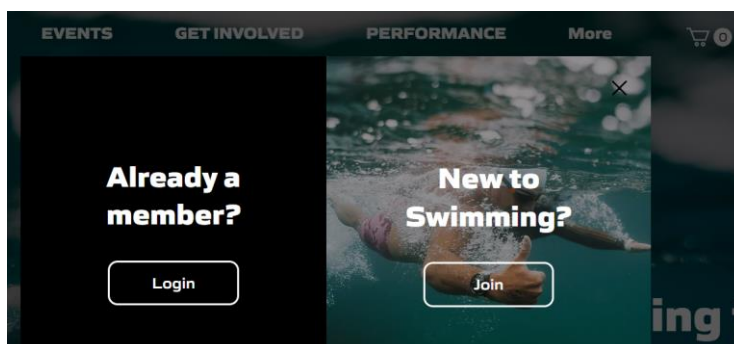 EVENTS GET INVOLVED PERFORMANCE More 0
Already a
member?
Login
New to
Swimming?
Join
ing